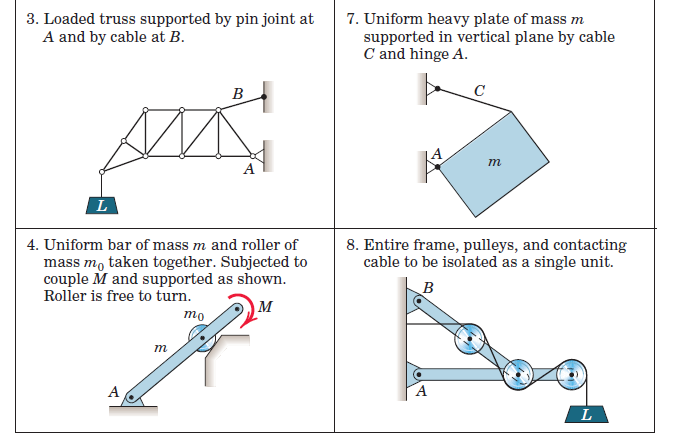 3. Loaded truss supported by pin joint at
A and by cable at B.
B
A
L
7. Uniform heavy plate of mass m
supported in vertical plane by cable
C and hinge A.
C
A
m
4. Uniform bar of mass m and roller of
mass m0 taken together. Subjected to
couple M and supported as shown.
Roller is free to turn.
m0
M
m
A
8. Entire frame, pulleys, and contacting
cable to be isolated as a single unit.
B
A
L